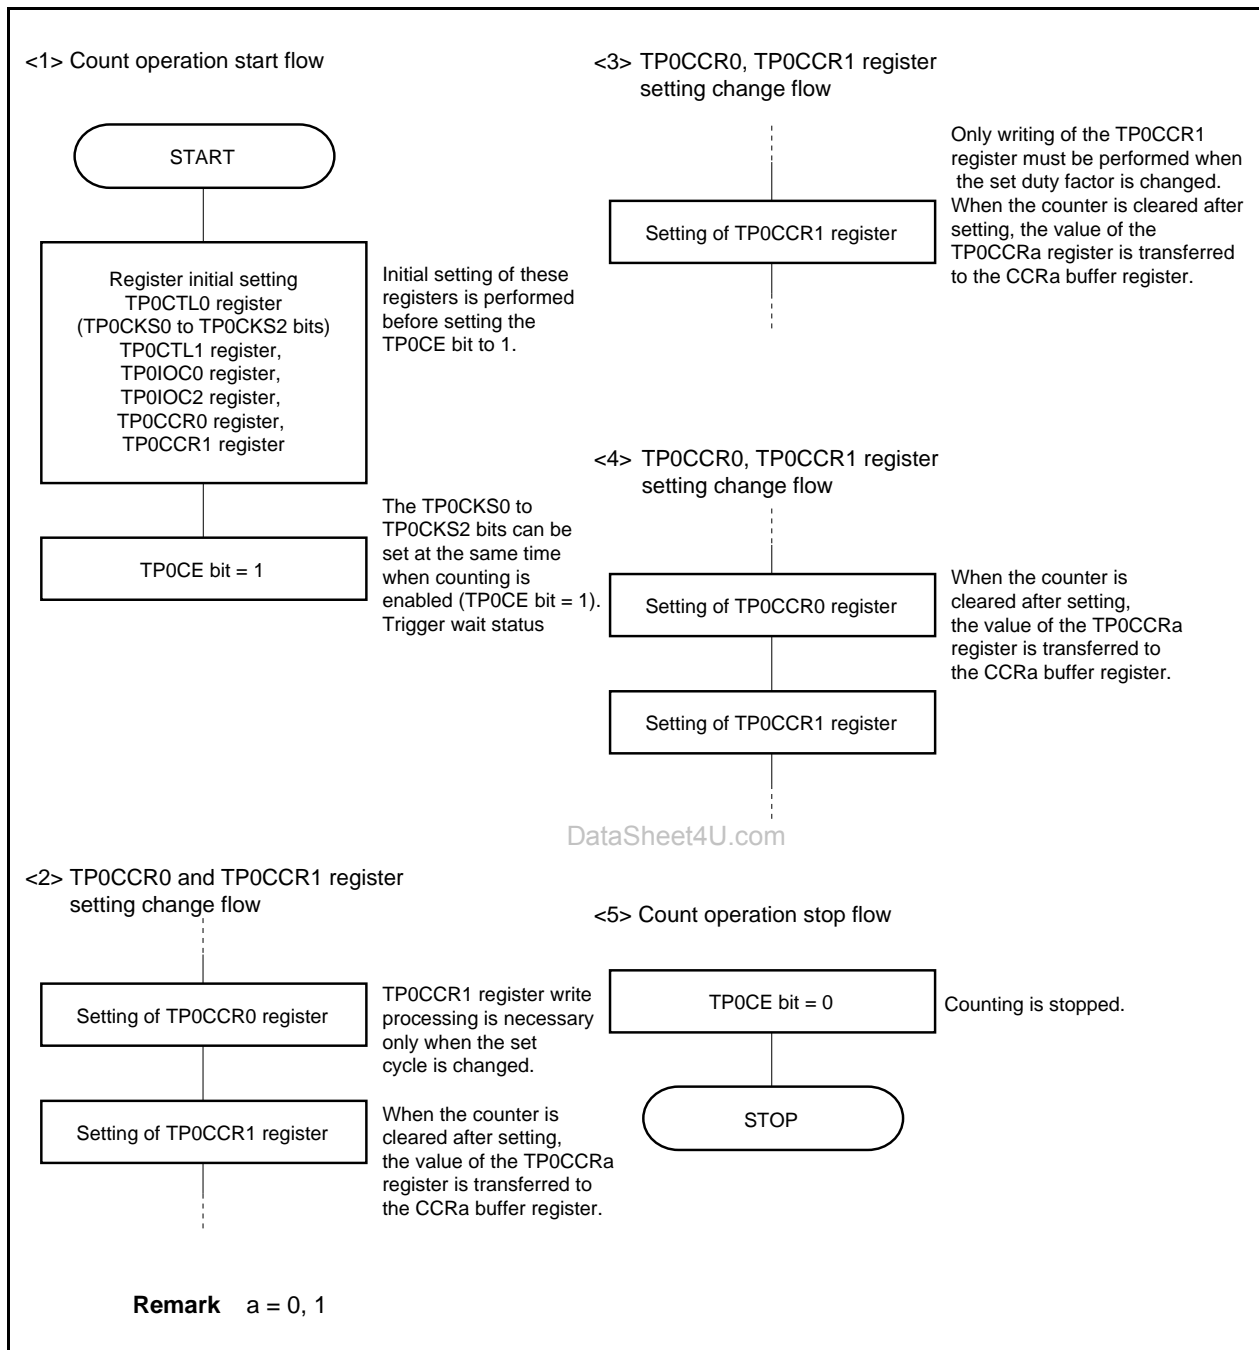 <1> Count operation start flow
START
Register initial setting
TP0CTL0 register
(TP0CKS0 to TP0CKS2 bits)
TP0CTL1 register,
TP0IOC0 register,
TP0IOC2 register,
TP0CCR0 register,
TP0CCR1 register
Initial setting of these
registers is performed
before setting the
TP0CE bit to 1.
TP0CE bit = 1
The TP0CKS0 to
TP0CKS2 bits can be
set at the same time
when counting is
enabled (TP0CE bit = 1).
Trigger wait status
<2> TP0CCR0 and TP0CCR1 register
setting change flow
Setting of TP0CCR0 register
TP0CCR1 register write
processing is necessary
only when the set
cycle is changed.
Setting of TP0CCR1 register
When the counter is
cleared after setting,
the value of the TP0CCRa
register is transferred to
the CCRa buffer register.
<3> TP0CCR0, TP0CCR1 register
setting change flow
Setting of TP0CCR1 register
Only writing of the TP0CCR1
register must be performed when
the set duty factor is changed.
When the counter is cleared after
setting, the value of the
TP0CCRa register is transferred
to the CCRa buffer register.
<4> TP0CCR0, TP0CCR1 register
setting change flow
Setting of TP0CCR0 register
When the counter is
cleared after setting,
the value of the TP0CCRa
register is transferred to
the CCRa buffer register.
Setting of TP0CCR1 register
DataSheet4U.com
<5> Count operation stop flow
TP0CE bit = 0
Counting is stopped.
STOP
Remark a = 0, 1